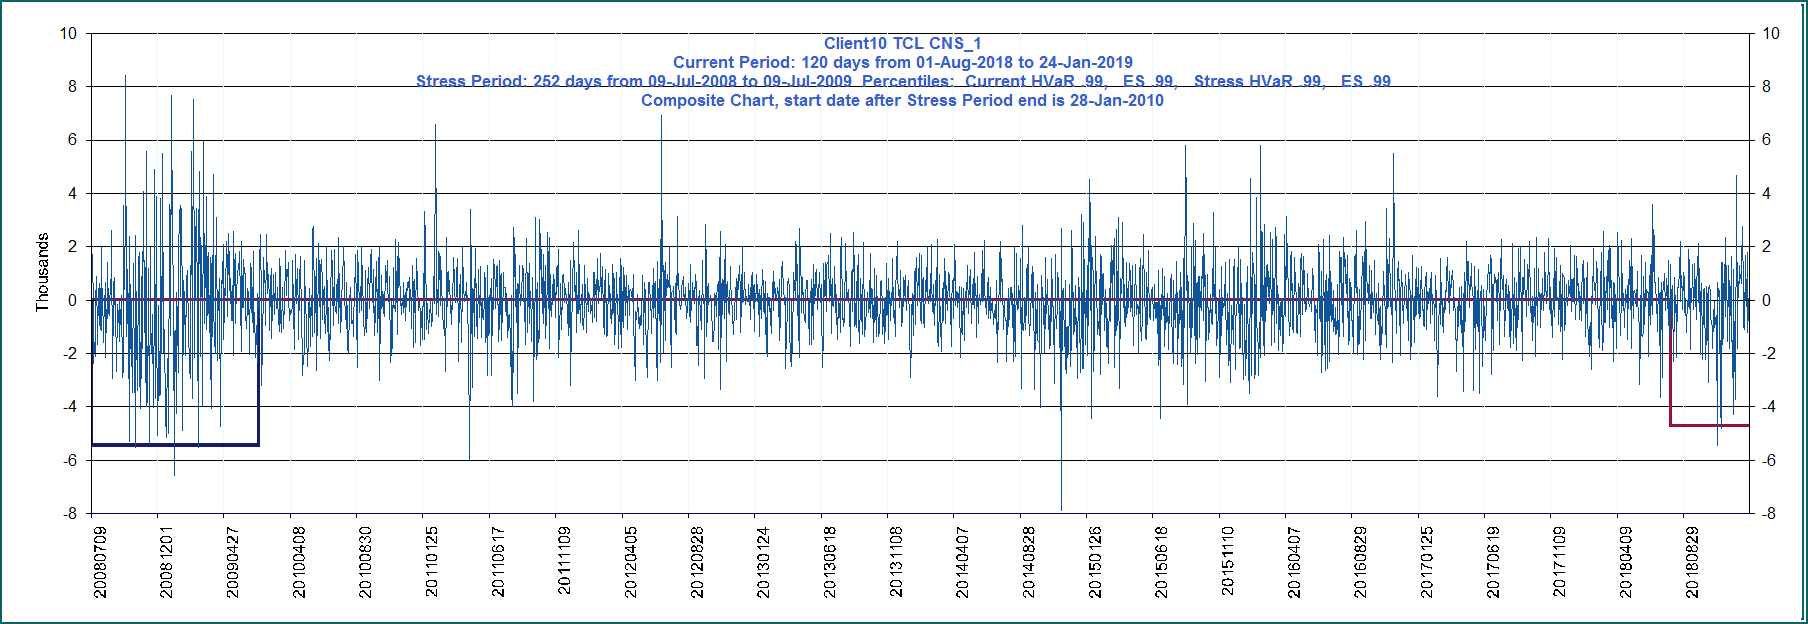 Client10 TCL CNS_1
Current Period: 120 days from 01-Aug-2018 to 24-Jan-2019
Stress Period: 252 days from 09-Jul-2008 to 09-Jul-2009 Percentiles: Current HVaR .99, ES .99, Stress HVaR .99, ES .99
Composite Chart, start date after Stress Period end is 28-Jan-2010
10 10
8 8
6 6
4 4
2 2
0 0
-2 -2
-4 -4
-6 -6
-8 -8
Thousands
20080709 20081201 20090427 20100408 20100830 20110125 20110617 20111109 20120405 20120828 20130124 20130618 20131108 20140407 20140828 20150126 20150618 20151110 20160407 20160829 20170125 20170619 20171109 20180409 20180829